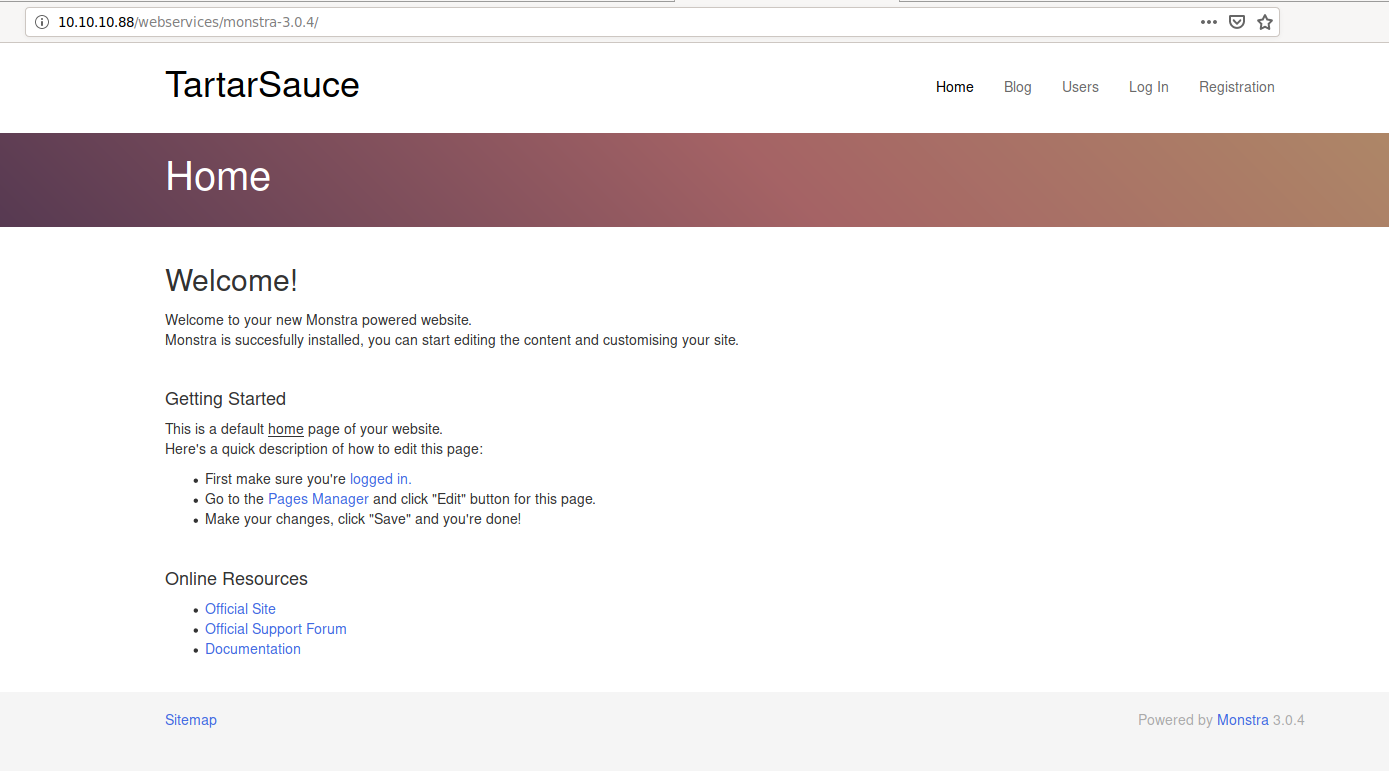 10.10.10.88/webservices/monstra-3.0.4/
TartarSauce
Home Blog Users Log In Registration
Home
Welcome!
Welcome to your new Monstra powered website.
Monstra is succesfully installed, you can start editing the content and customising your site.
Getting Started
This is a default home page of your website.
Here's a quick description of how to edit this page:
First make sure you're logged in.
Go to the Pages Manager and click "Edit" button for this page.
Make your changes, click "Save" and you're done!
Online Resources
Official Site
Official Support Forum
Documentation
Sitemap Powered by Monstra 3.0.4